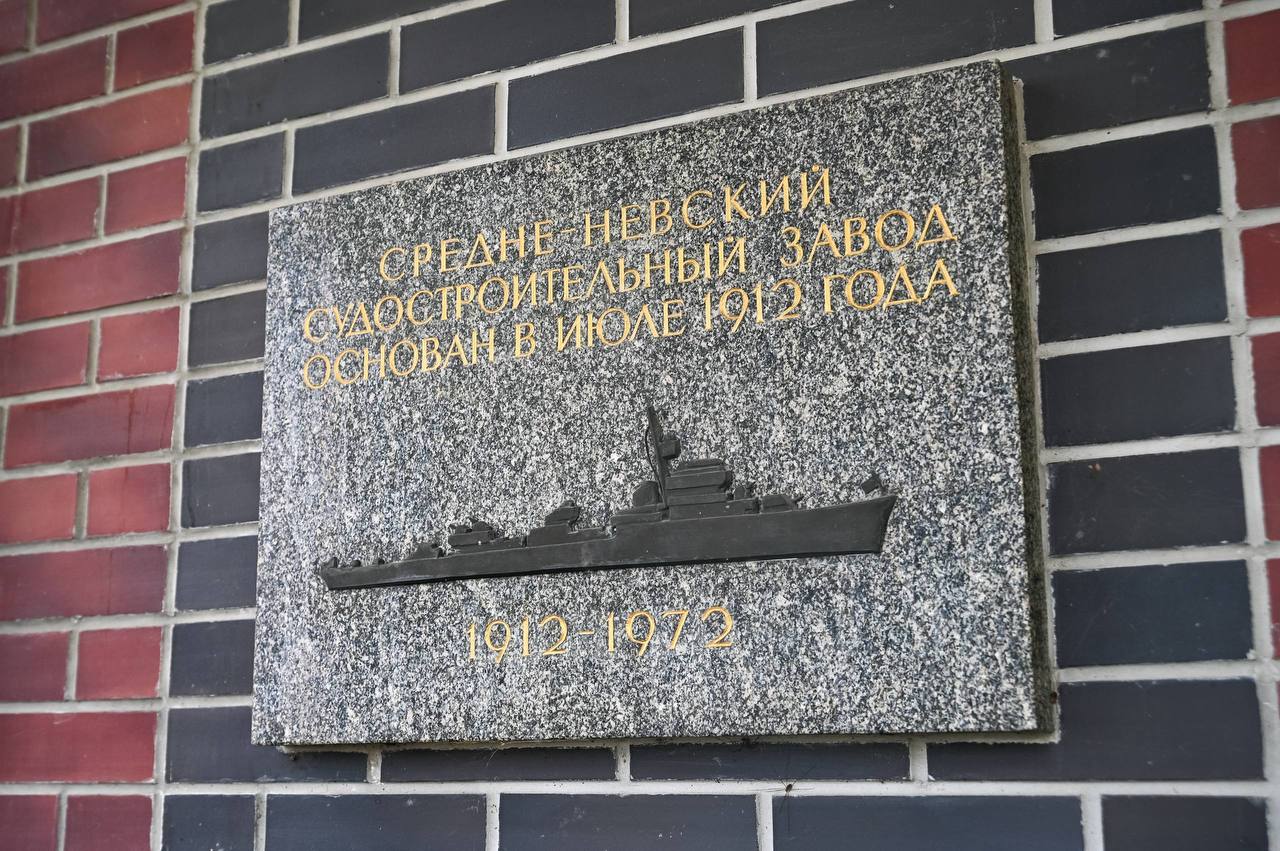 СРЕДНЕ-НЕВСКИЙ
СУДОСТРОИТЕЛЬНЫЙ ЗАВОД
ОСНОВАН В ИЮЛЕ 1912 ГОДА
1912-1972